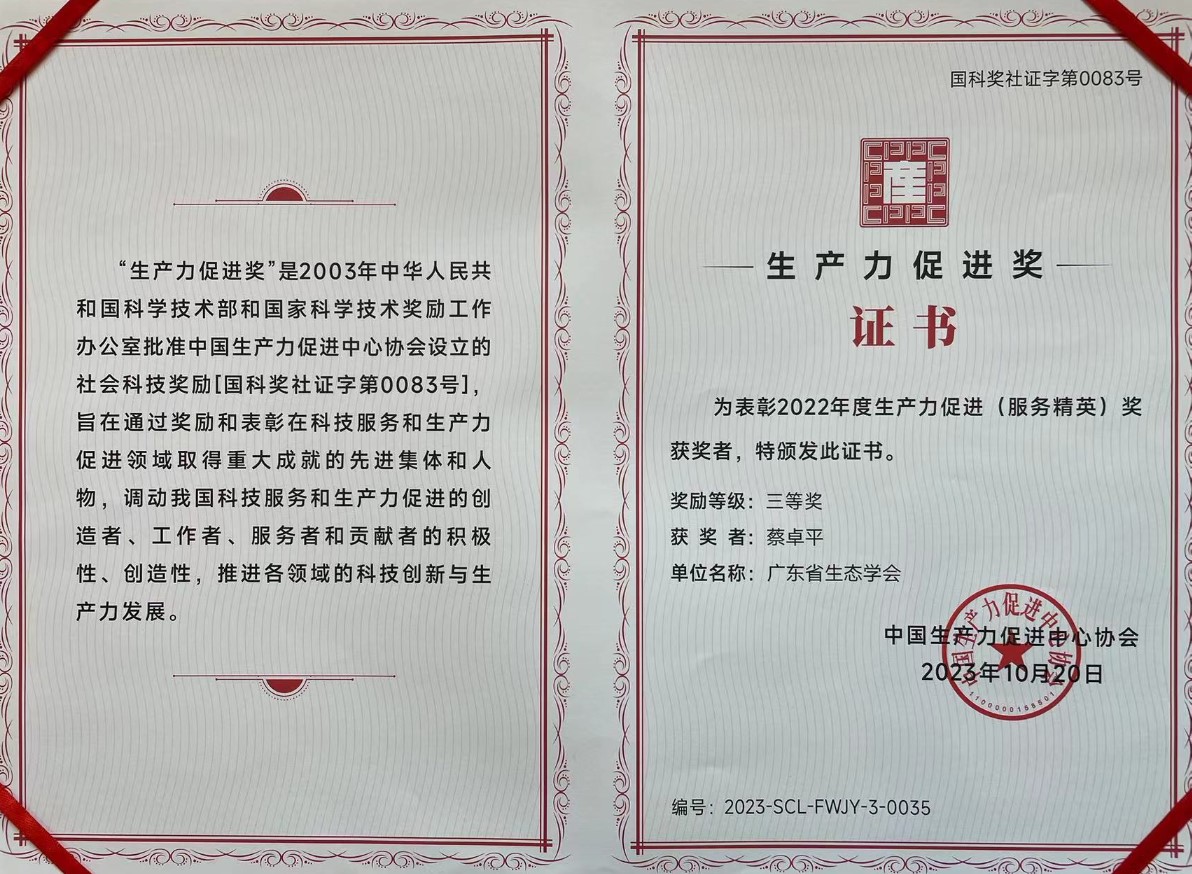 “生产力促进奖”是2003年中华人民共
和国科学技术部和国家科学技术奖励工作
办公室批准中国生产力促进中心协会设立的
社会科技奖励[国科奖社证字第0083号],
旨在通过奖励和表彰在科技服务和生产力
促进领域取得重大成就的先进集体和人
物，调动我国科技服务和生产力促进的创
造者、工作者、服务者和贡献者的积极
性、创造性，推进各领域的科技创新与生
产力发展。
国科奖社证字第0083号
産
生产力促进奖
证书
为表彰2022年度生产力促进（服务精英）奖
获奖者，特颁发此证书。
奖励等级：三等奖
获奖者：蔡卓平
单位名称：广东省生态学会
中国生产力促进中心协会
2023年10月20日
中国生产力促进中心协会
编号：2023-SCL-FWJY-3-0035